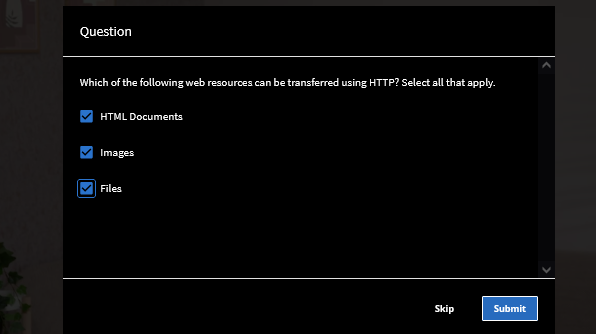 Question
Which of the following web resources can be transferred using HTTP? Select all that apply.
HTML Documents
Images
Files
Skip
Submit